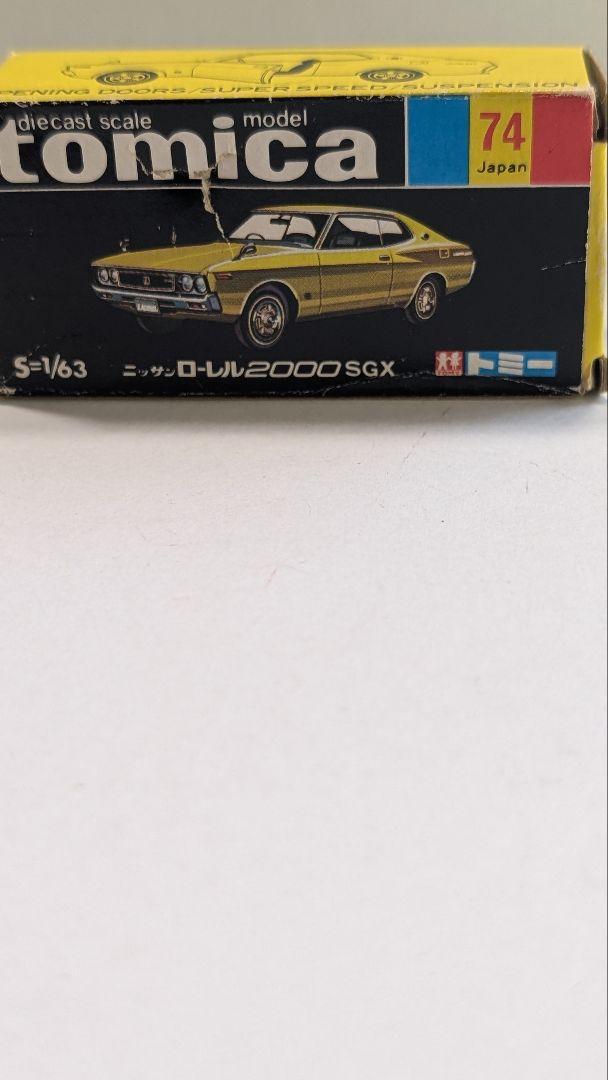 PENING DOORS/SUPER SPEED/SUSPENSION
diecast scale model
tomica
74
Japan
S=1/63
ニッサンローレル2000SGX
トミー